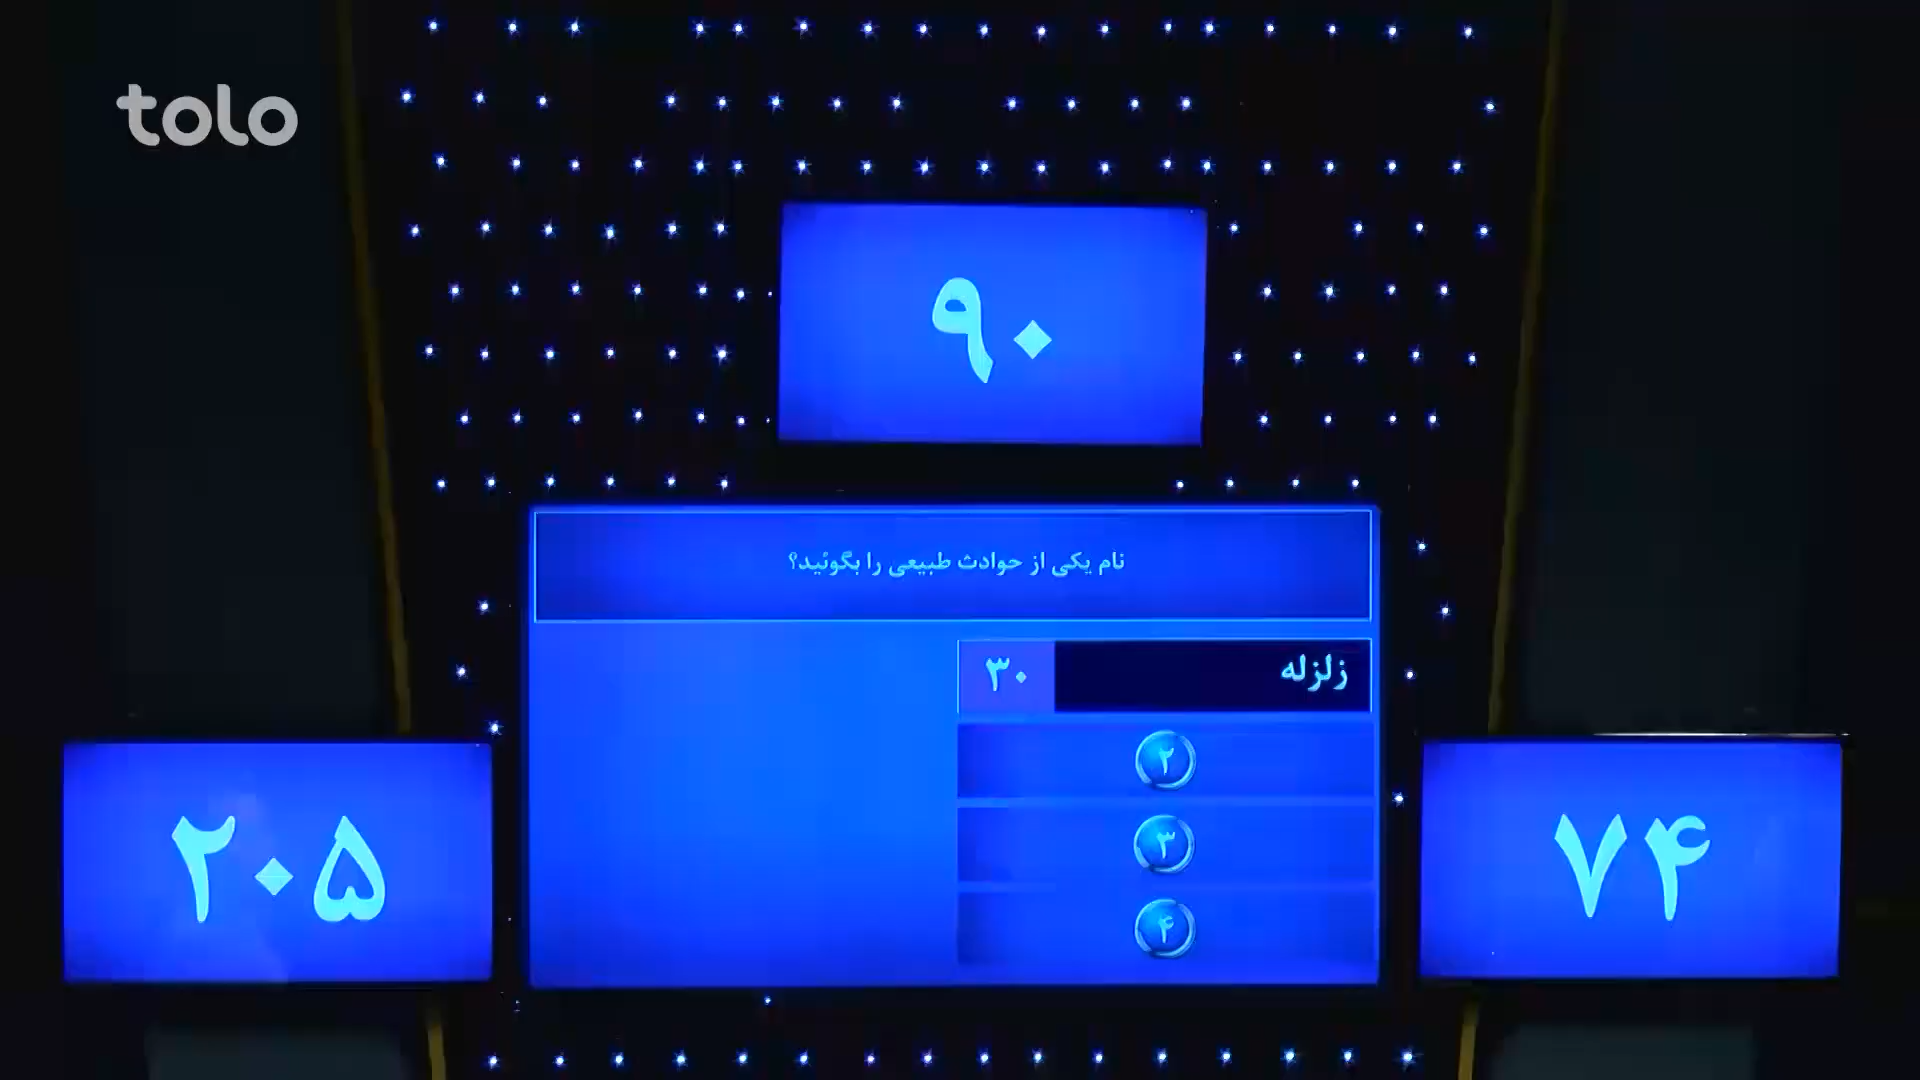 tolo
۹۰
نام یکی از حوادث طبیعی را بگوئید؟
زلزله ۳۰
۲
۳
۴
۲۰۵
۷۴